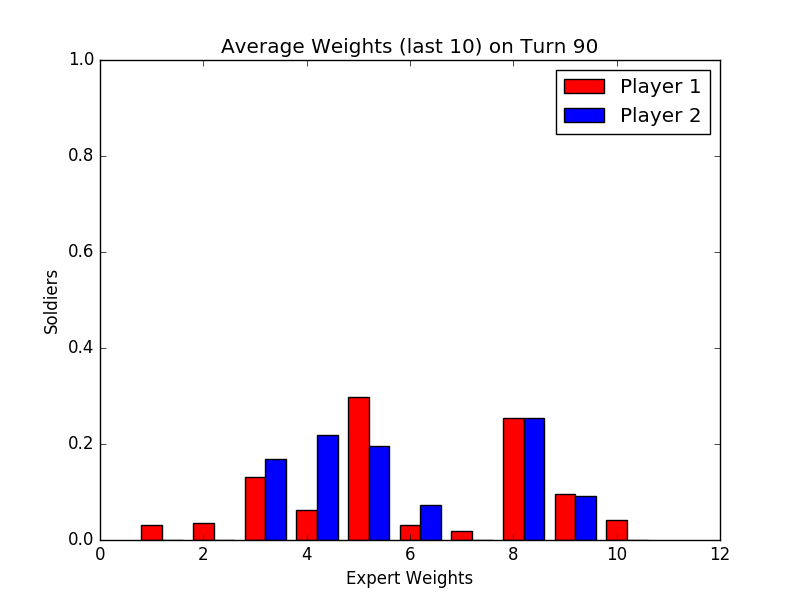 Average Weights (last 10) on Turn 90
Player 1
Player 2
1.0
0.8
0.6
0.4
0.2
0.0
Soldiers
0 2 4 6 8 10 12
Expert Weights